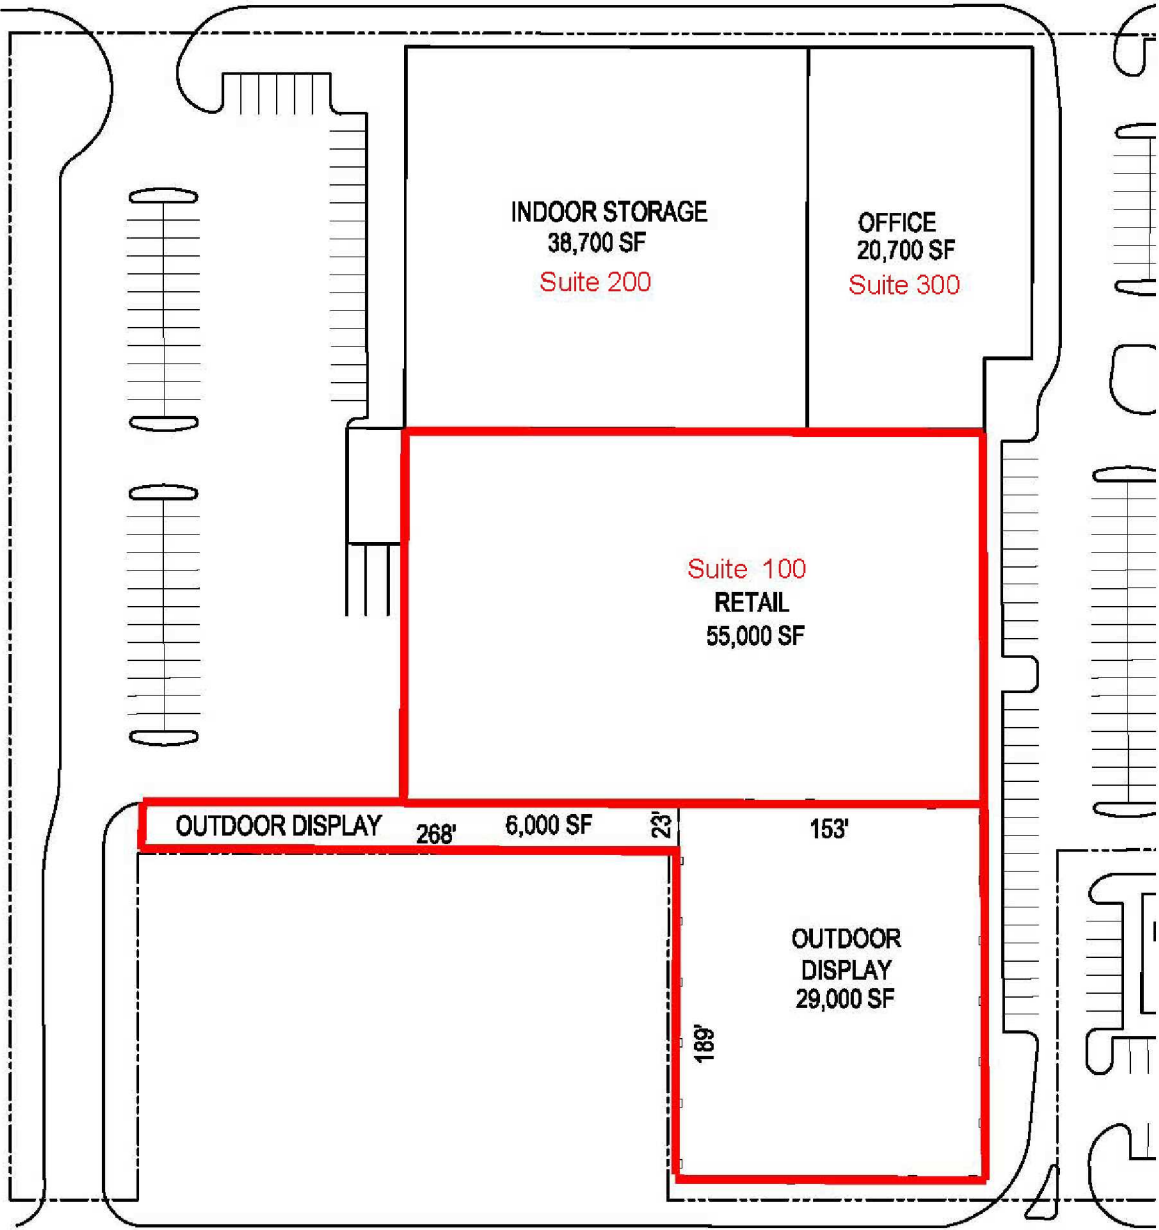 INDOOR STORAGE
38,700 SF
Suite 200
OFFICE
20,700 SF
Suite 300
Suite 100
RETAIL
55,000 SF
OUTDOOR DISPLAY
268'
6,000 SF
23'
153'
OUTDOOR
DISPLAY
29,000 SF
189'